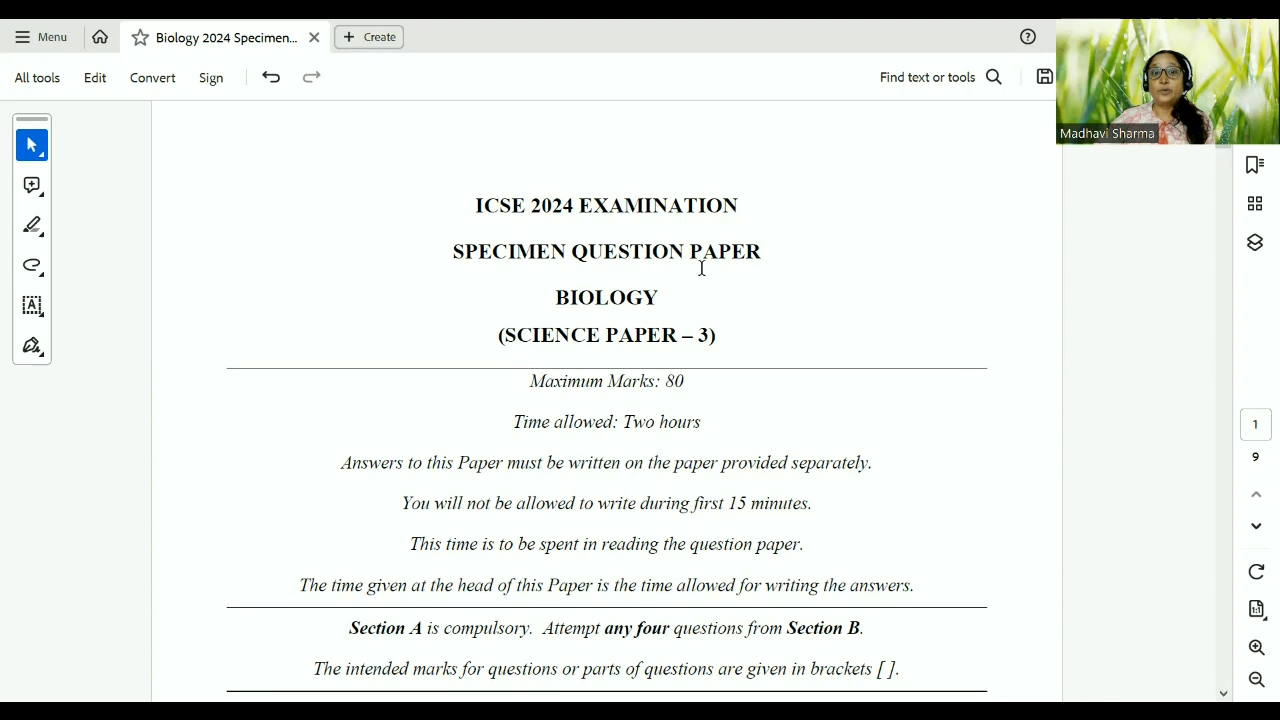 Menu
Biology 2024 Specimen...
Create
All tools
Edit
Convert
Sign
Find text or tools
Madhavi Sharma
ICSE 2024 EXAMINATION
SPECIMEN QUESTION PAPER
BIOLOGY
(SCIENCE PAPER – 3)
Maximum Marks: 80
Time allowed: Two hours
Answers to this Paper must be written on the paper provided separately.
You will not be allowed to write during first 15 minutes.
This time is to be spent in reading the question paper.
The time given at the head of this Paper is the time allowed for writing the answers.
Section A is compulsory. Attempt any four questions from Section B.
The intended marks for questions or parts of questions are given in brackets [ ].
1
9